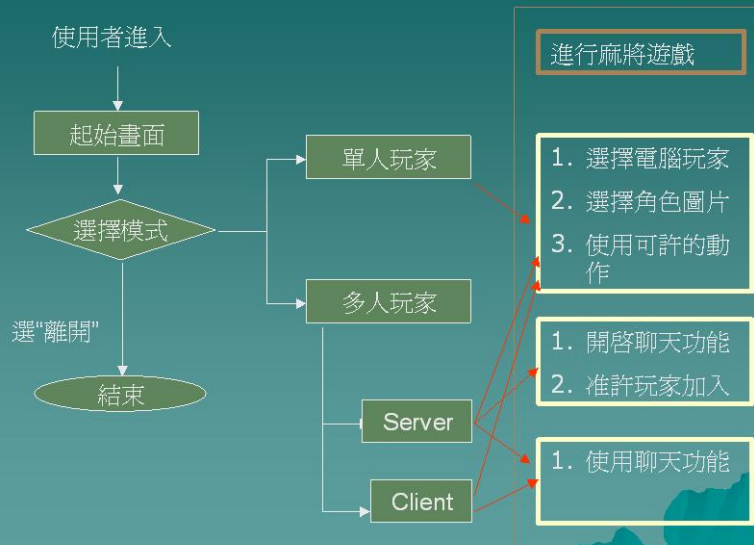 使用者進入
起始畫面
選擇模式
選"離開"
結束
單人玩家
多人玩家
Server
Client
進行麻將遊戲
1. 選擇電腦玩家
2. 選擇角色圖片
3. 使用可許的動
作
1. 開啓聊天功能
2. 准許玩家加入
1. 使用聊天功能